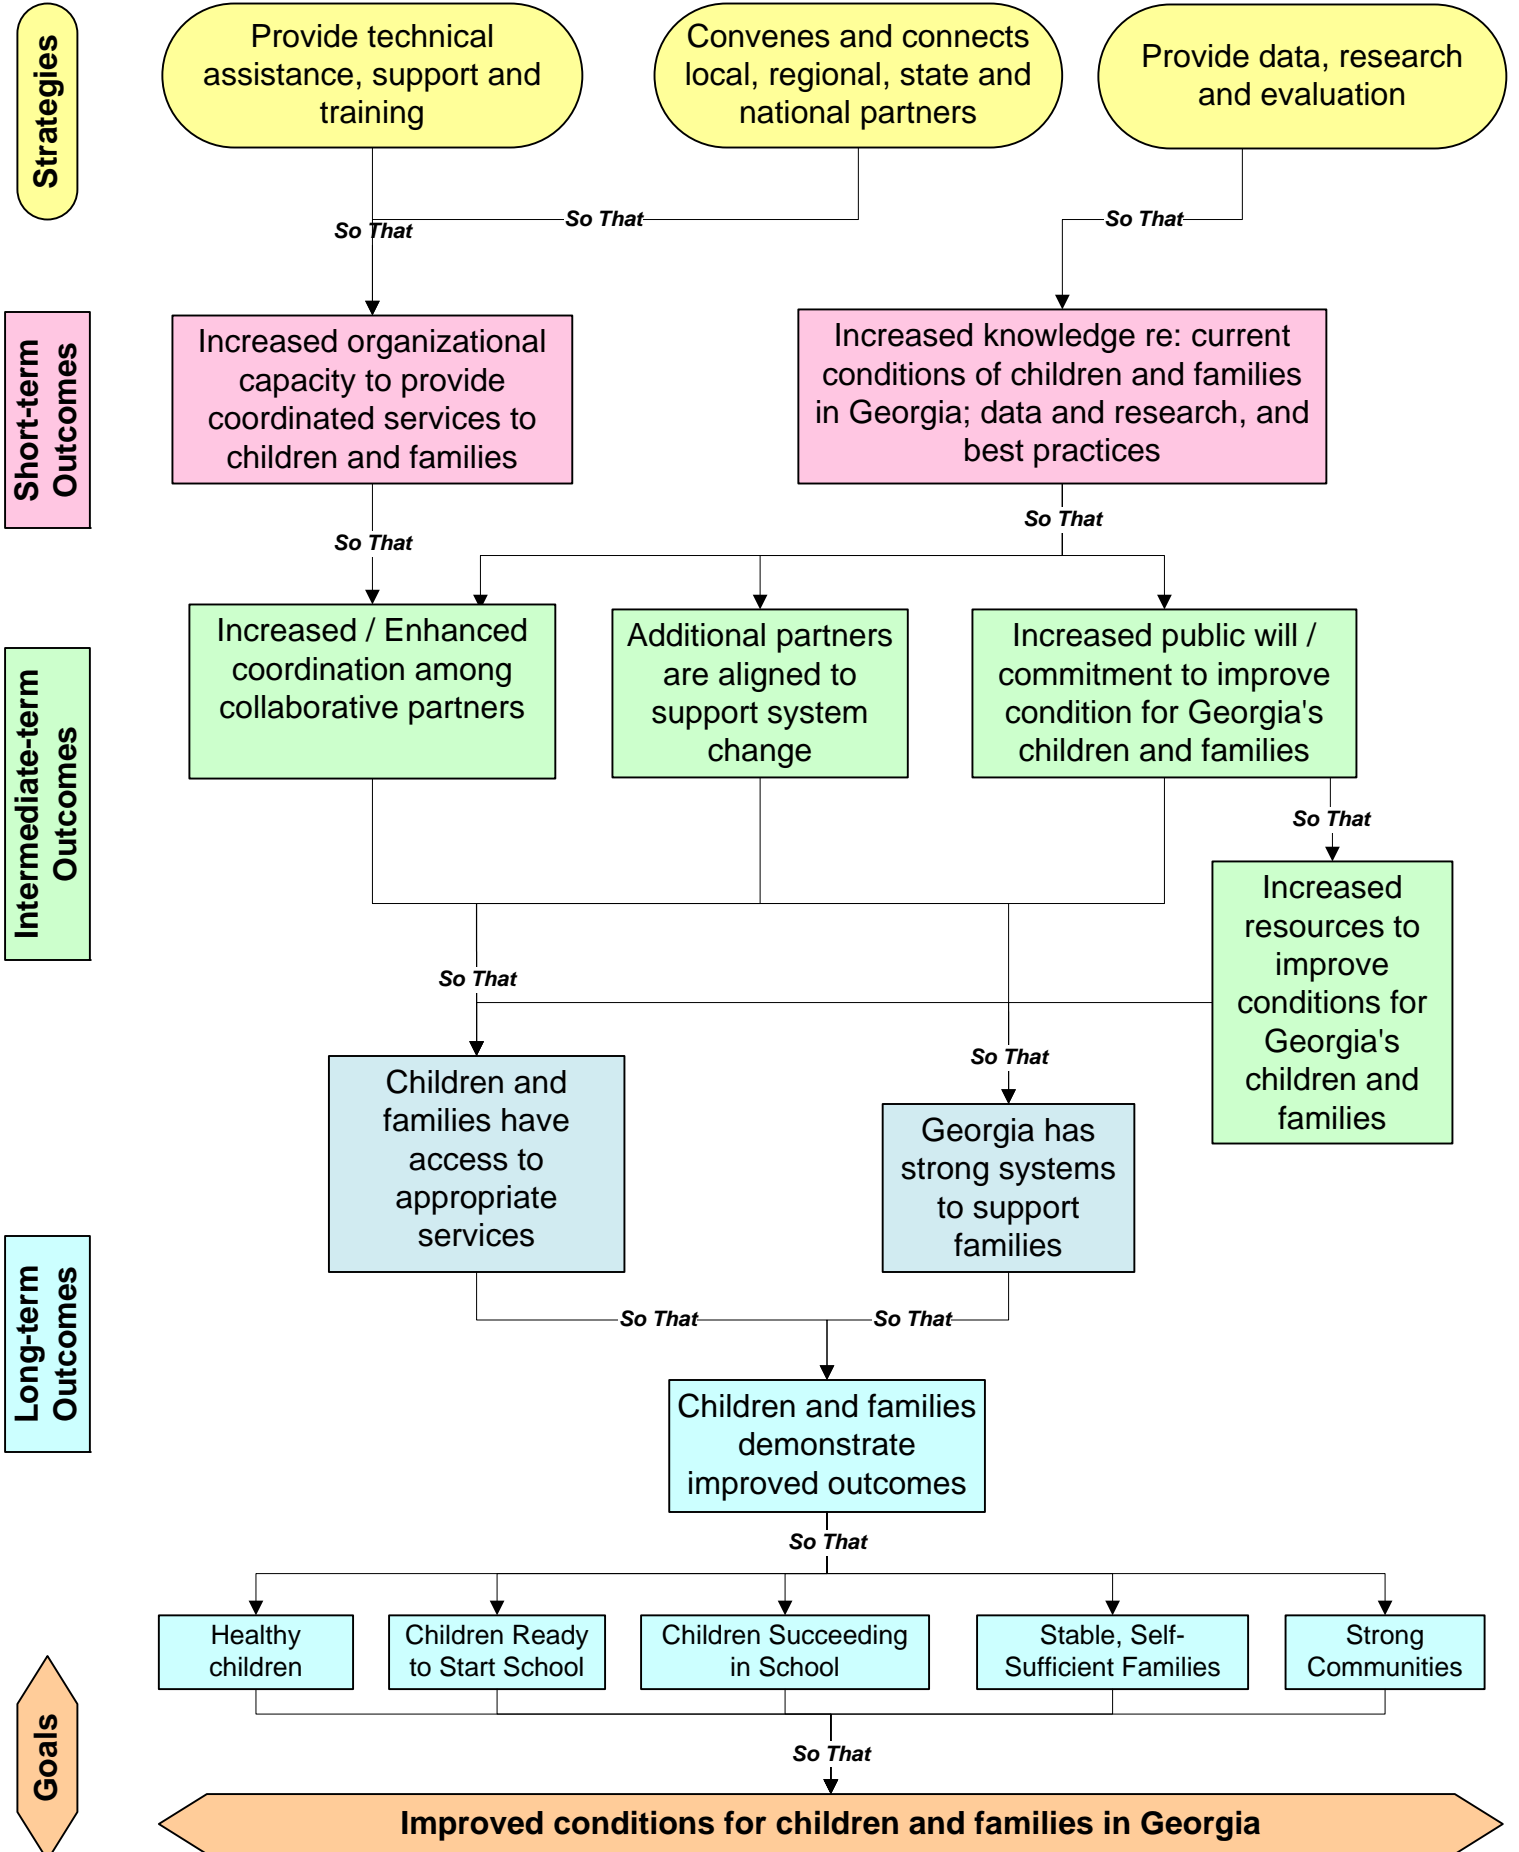 Strategies
Provide technical
assistance, support and
training
Convenes and connects
local, regional, state and
national partners
Provide data, research
and evaluation
So That
So That
So That
Short-term
Outcomes
Increased organizational
capacity to provide
coordinated services to
children and families
Increased knowledge re: current
conditions of children and families
in Georgia; data and research, and
best practices
So That
So That
Intermediate-term
Outcomes
Increased / Enhanced
coordination among
collaborative partners
Additional partners
are aligned to
support system
change
Increased public will /
commitment to improve
condition for Georgia's
children and families
So That
Increased
resources to
improve
conditions for
Georgia's
children and
families
So That
So That
Long-term
Outcomes
Children and
families have
access to
appropriate
services
Georgia has
strong systems
to support
families
So That
So That
Children and families
demonstrate
improved outcomes
So That
Healthy
children
Children Ready
to Start School
Children Succeeding
in School
Stable, Self-
Sufficient Families
Strong
Communities
Goals
So That
Improved conditions for children and families in Georgia